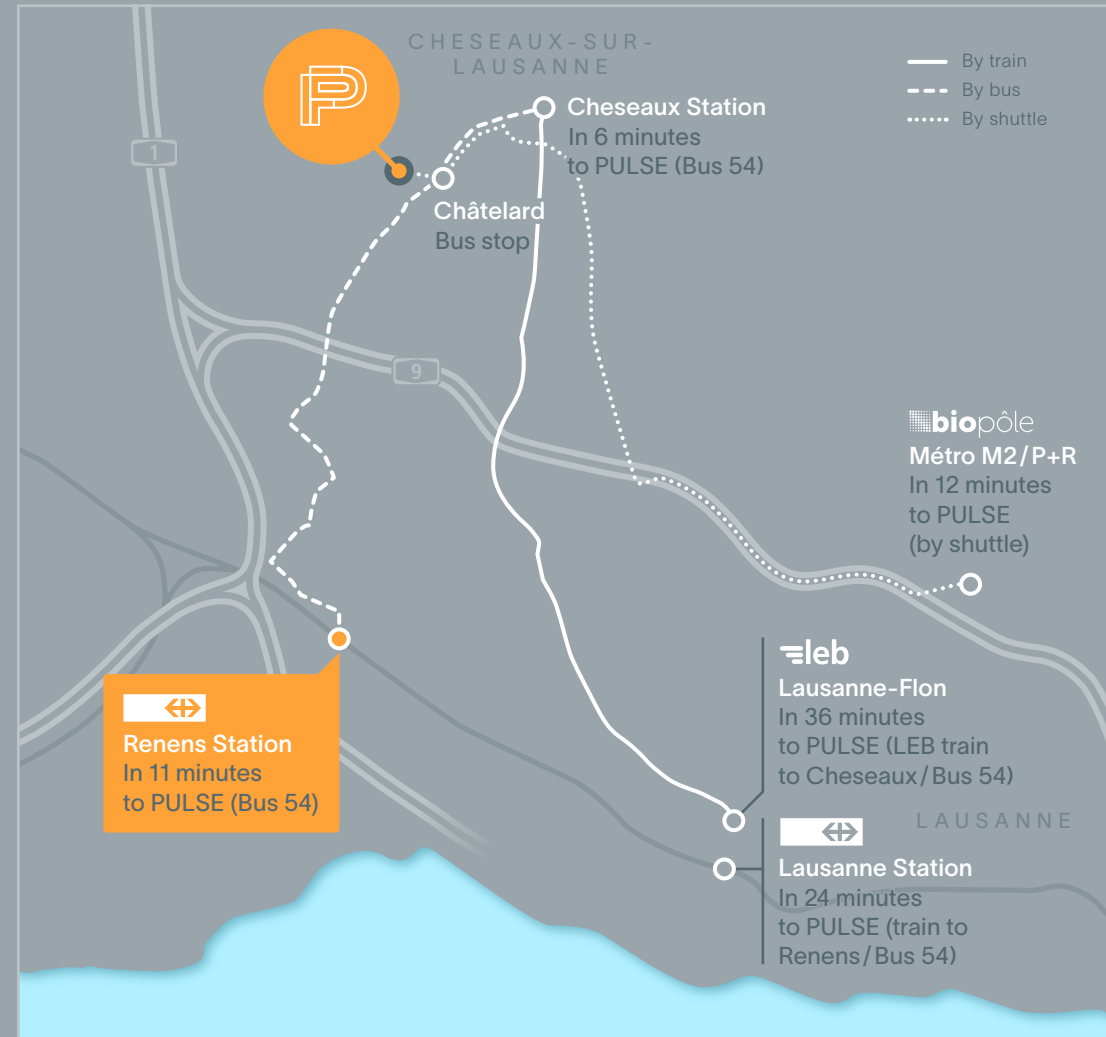 CHESEAUX-SUR-
LAUSANNE
By train
By bus
By shuttle
P
1
Cheseaux Station
In 6 minutes
to PULSE (Bus 54)
Châtelard
Bus stop
9
biopôle
Métro M2/P+R
In 12 minutes
to PULSE
(by shuttle)
leb
Lausanne-Flon
In 36 minutes
to PULSE (LEB train
to Cheseaux/Bus 54)
Renens Station
In 11 minutes
to PULSE (Bus 54)
LAUSANNE
Lausanne Station
In 24 minutes
to PULSE (train to
Renens/Bus 54)